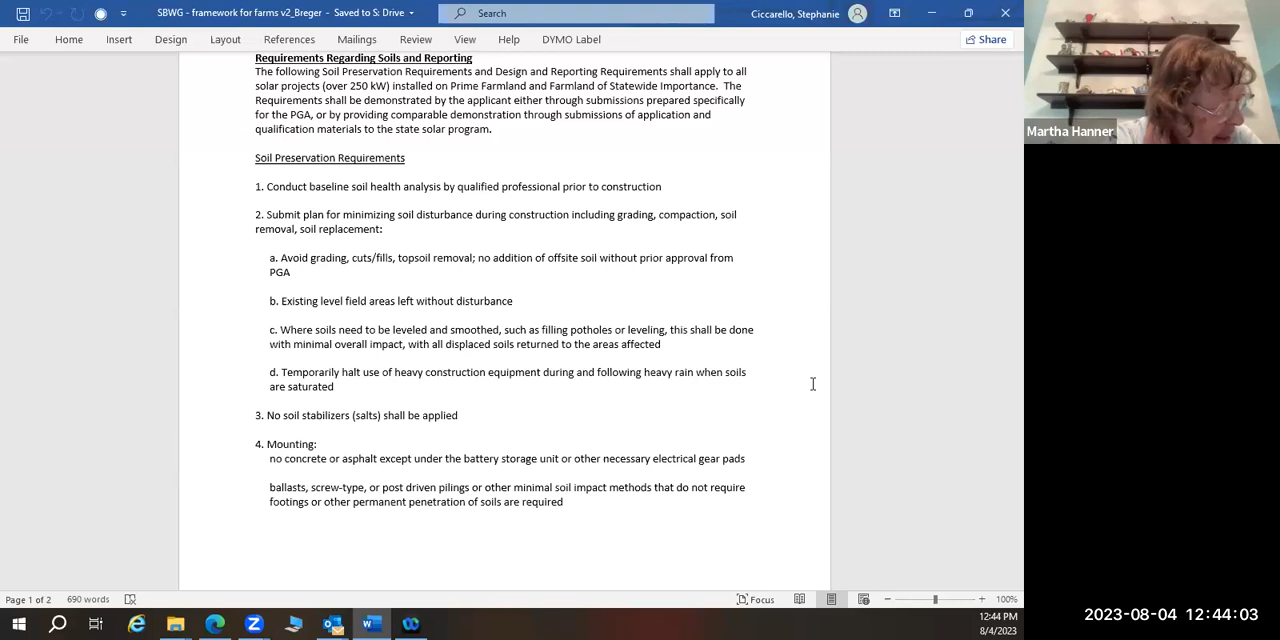 SBWG - framework for farms v2_Breger - Saved to S: Drive
Search
Ciccarello, Stephanie
File Home Insert Design Layout References Mailings Review View Help DYMO Label
Share
Requirements Regarding Soils and Reporting
The following Soil Preservation Requirements and Design and Reporting Requirements shall apply to all
solar projects (over 250 kW) installed on Prime Farmland and Farmland of Statewide Importance. The
Requirements shall be demonstrated by the applicant either through submissions prepared specifically
for the PGA, or by providing comparable demonstration through submissions of application and
qualification materials to the state solar program.
Soil Preservation Requirements
1. Conduct baseline soil health analysis by qualified professional prior to construction
2. Submit plan for minimizing soil disturbance during construction including grading, compaction, soil
removal, soil replacement:
a. Avoid grading, cuts/fills, topsoil removal; no addition of offsite soil without prior approval from
PGA
b. Existing level field areas left without disturbance
c. Where soils need to be leveled and smoothed, such as filling potholes or leveling, this shall be done
with minimal overall impact, with all displaced soils returned to the areas affected
d. Temporarily halt use of heavy construction equipment during and following heavy rain when soils
are saturated
3. No soil stabilizers (salts) shall be applied
4. Mounting:
no concrete or asphalt except under the battery storage unit or other necessary electrical gear pads
ballasts, screw-type, or post driven pilings or other minimal soil impact methods that do not require
footings or other permanent penetration of soils are required
Page 1 of 2
690 words
Focus
100%
12:44 PM
8/4/2023
Martha Hanner
2023-08-04 12:44:03